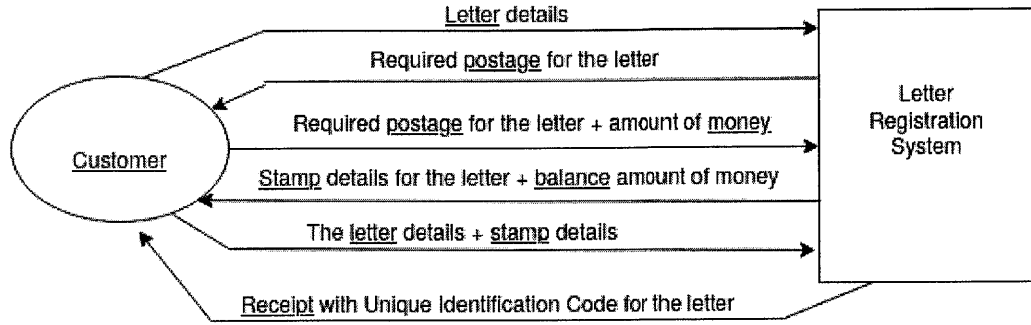 Letter details
Required postage for the letter
Required postage for the letter + amount of money
Customer
Stamp details for the letter + balance amount of money
The letter details + stamp details
Receipt with Unique Identification Code for the letter
Letter
Registration
System